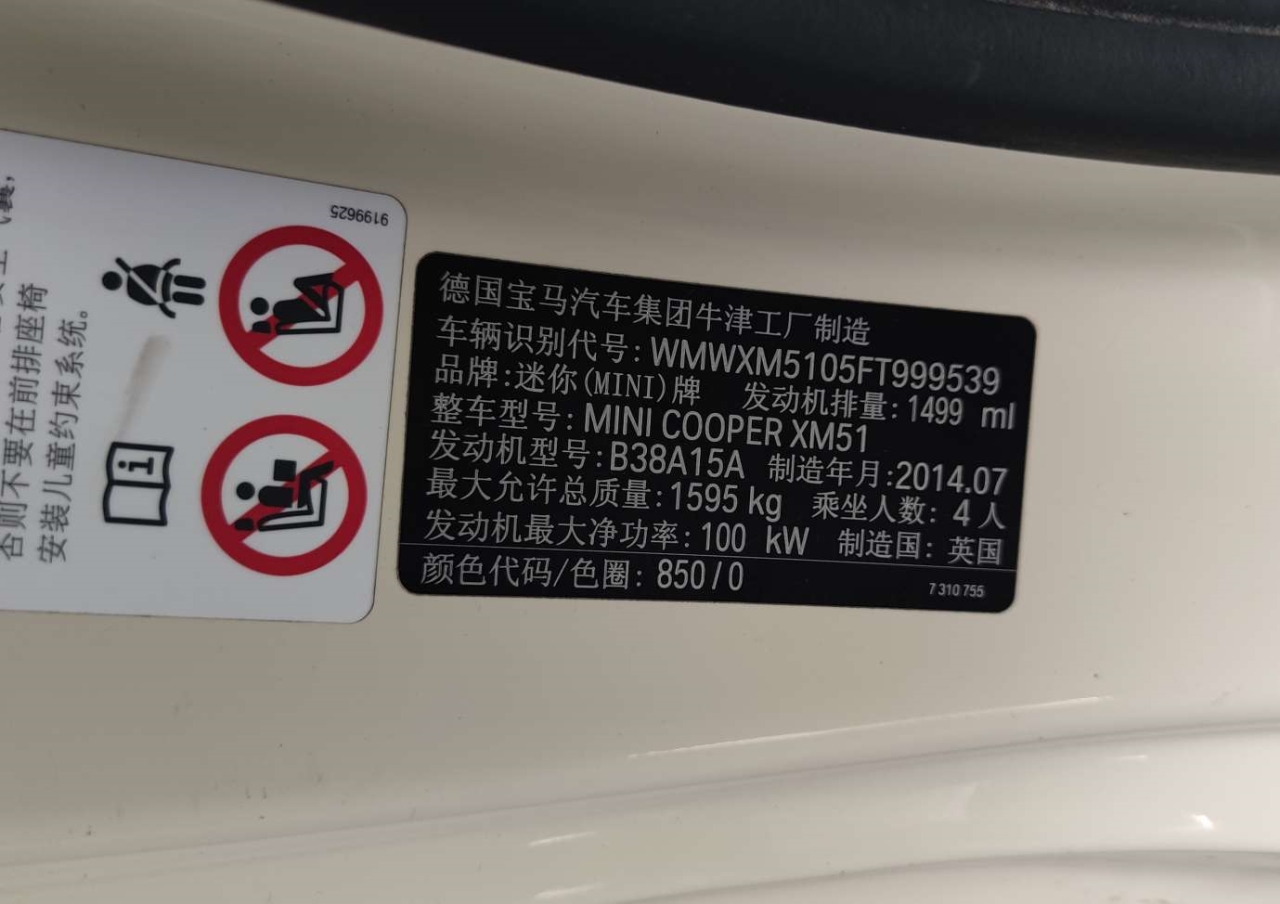 9199625
否则不要在前排座椅
安装儿童约束系统。
德国宝马汽车集团牛津工厂制造
车辆识别代号: WMWXM5105FT999539
品牌:迷你(MINI)牌 发动机排量: 1499 ml
整车型号: MINI COOPER XM51
发动机型号: B38A15A 制造年月:2014.07
最大允许总质量: 1595 kg 乘坐人数: 4 人
发动机最大净功率: 100 kW 制造国: 英国
颜色代码/色圈: 850/0
7 310 755